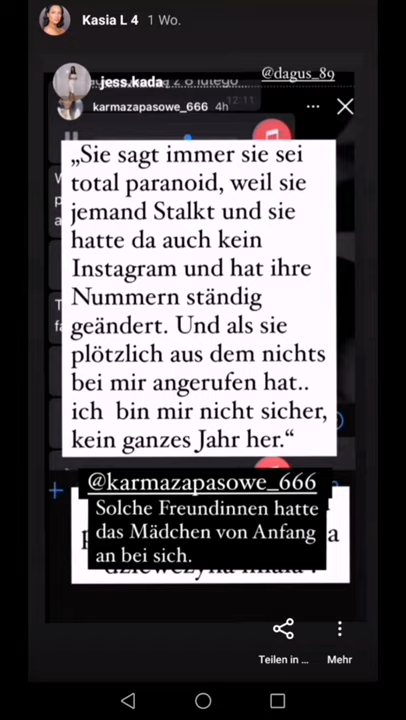 Kasia L 4 1 Wo.
@dagus_89
jess.kada
karmazapasowe_666 4h
12:11
„Sie sagt immer sie sei
total paranoid, weil sie
jemand Stalkt und sie
hatte da auch kein
Instagram und hat ihre
Nummern ständig
geändert. Und als sie
plötzlich aus dem nichts
bei mir angerufen hat..
ich bin mir nicht sicher,
kein ganzes Jahr her.“
@karmazapasowe_666
Solche Freundinnen hatte
das Mädchen von Anfang
an bei sich.
Teilen in ... Mehr